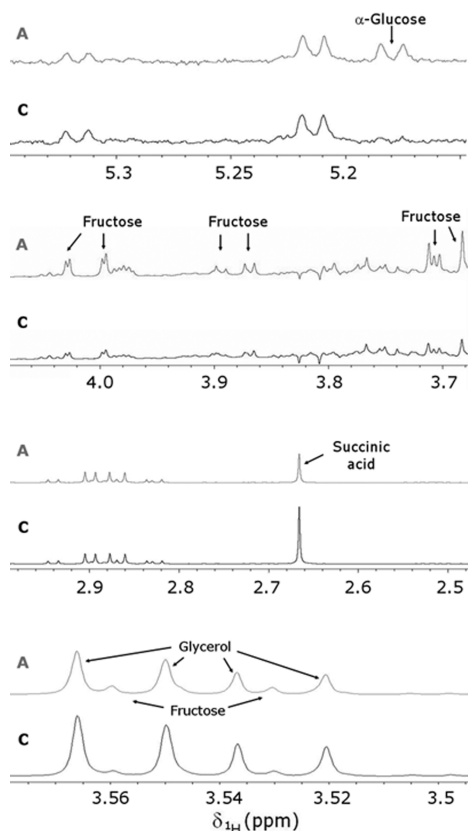 α-Glucose
A
C
5.3 5.25 5.2
Fructose Fructose Fructose
A
C
4.0 3.9 3.8 3.7
A
Succinic
acid
C
2.9 2.8 2.7 2.6 2.5
A
Glycerol
Fructose
C
3.56 3.54 3.52 3.5
δ1H (ppm)